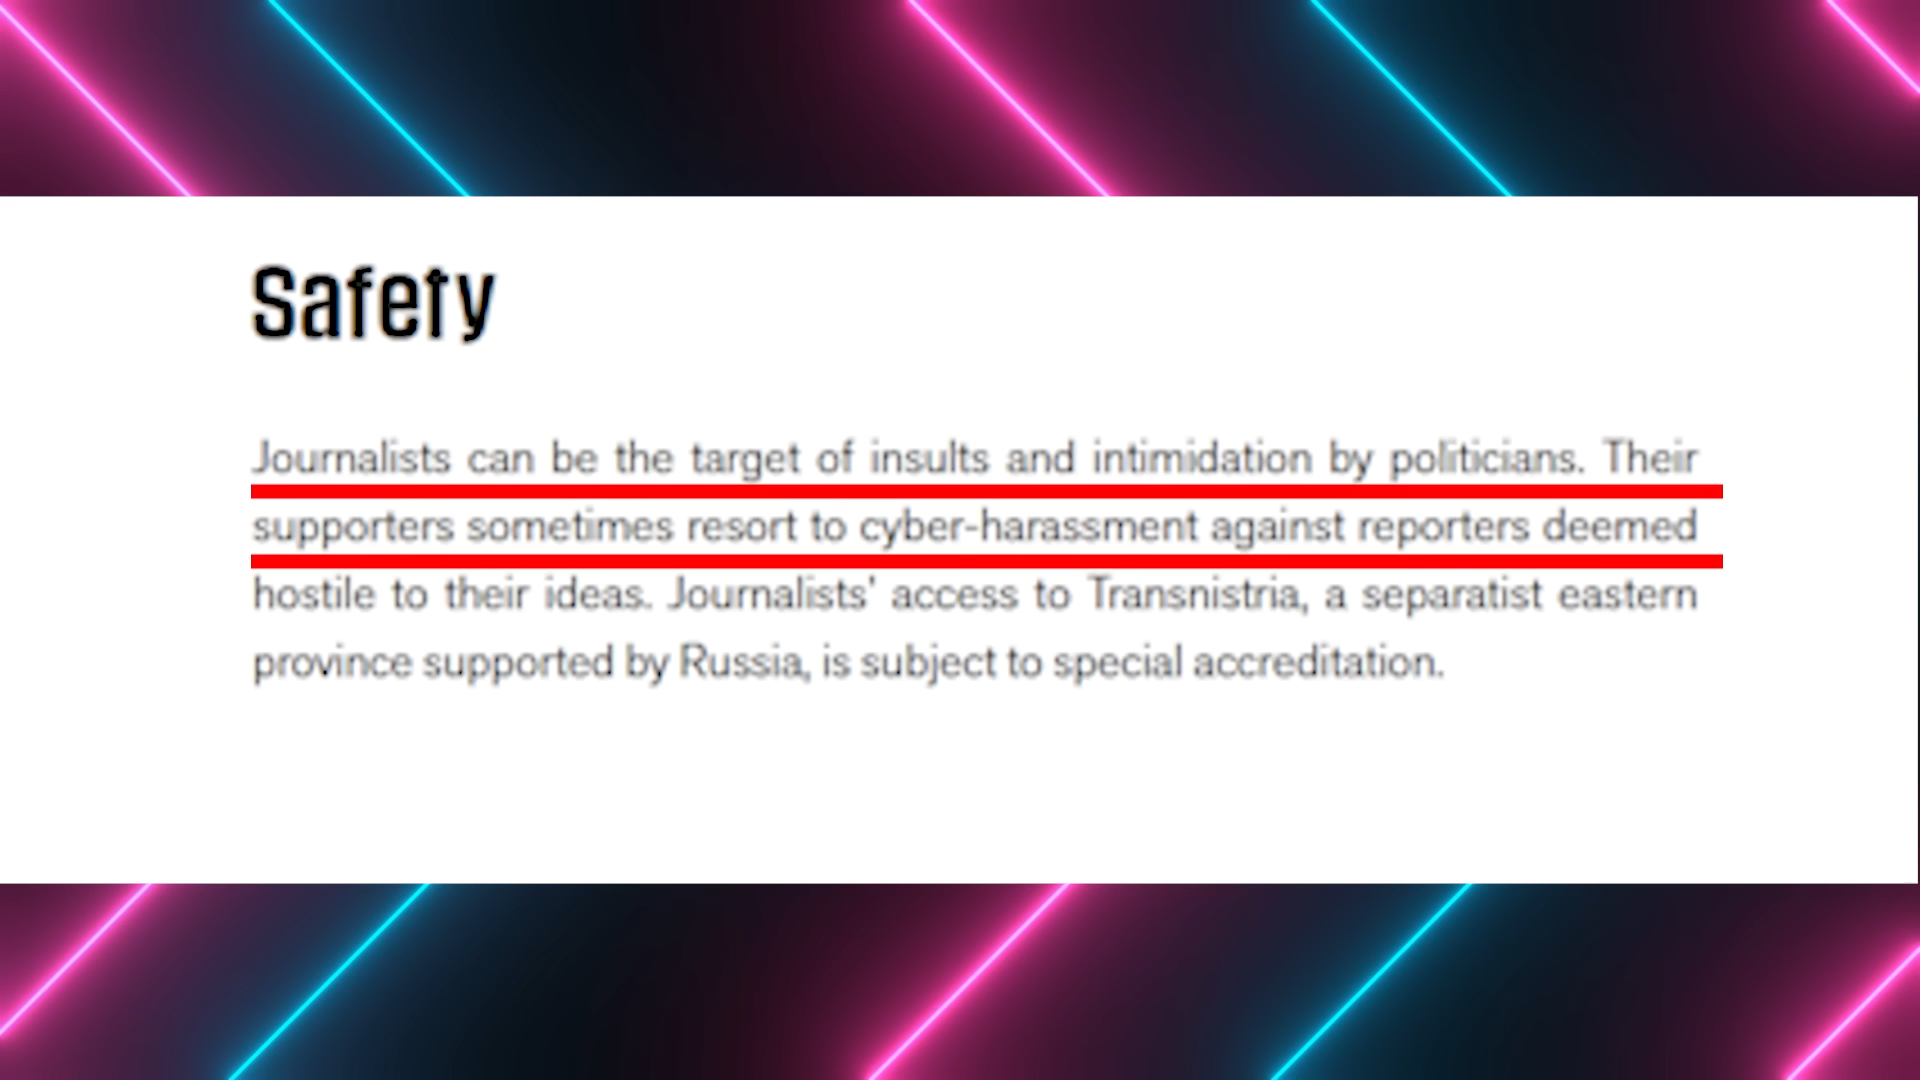 Safety
Journalists can be the target of insults and intimidation by politicians. Their
supporters sometimes resort to cyber-harassment against reporters deemed
hostile to their ideas. Journalists' access to Transnistria, a separatist eastern
province supported by Russia, is subject to special accreditation.